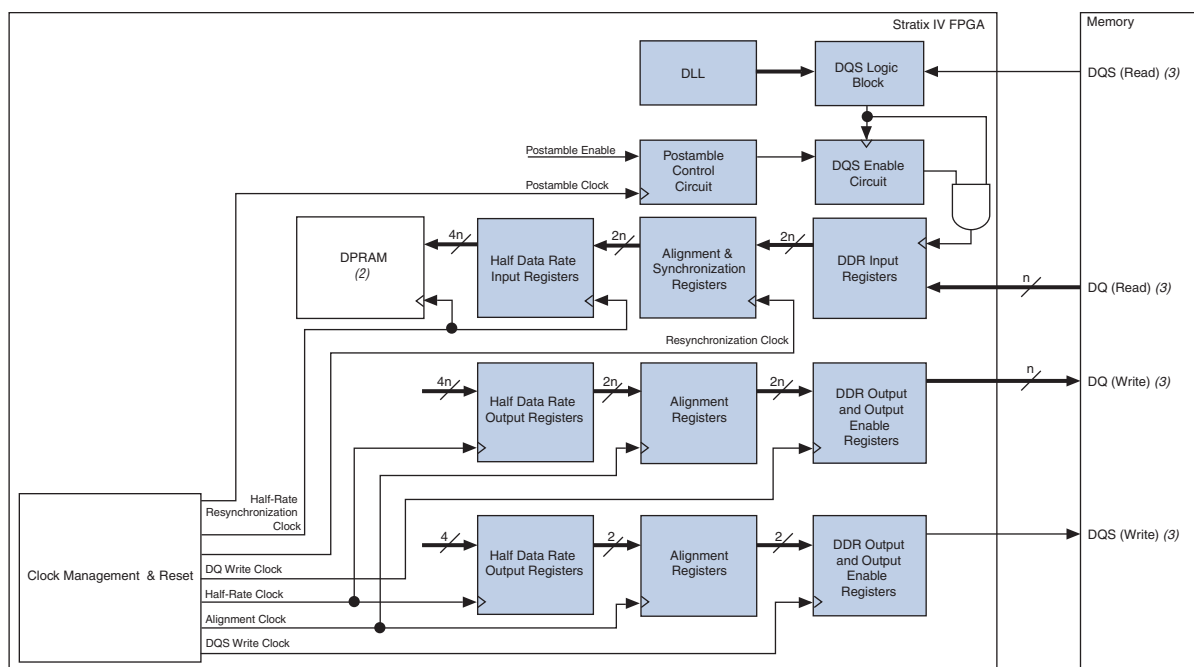 Stratix IV FPGA
Memory
DLL
DQS Logic
Block
DQS (Read) (3)
Postamble Enable
Postamble Clock
Postamble
Control
Circuit
DQS Enable
Circuit
DPRAM
(2)
4n
Half Data Rate
Input Registers
2n
Alignment &
Synchronization
Registers
2n
DDR Input
Registers
n
DQ (Read) (3)
Resynchronization Clock
4n
Half Data Rate
Output Registers
2n
Alignment
Registers
2n
DDR Output
and Output
Enable
Registers
n
DQ (Write) (3)
Clock Management & Reset
Half-Rate
Resynchronization
Clock
DQ Write Clock
Half-Rate Clock
Alignment Clock
DQS Write Clock
4
Half Data Rate
Output Registers
2
Alignment
Registers
2
DDR Output
and Output
Enable
Registers
DQS (Write) (3)